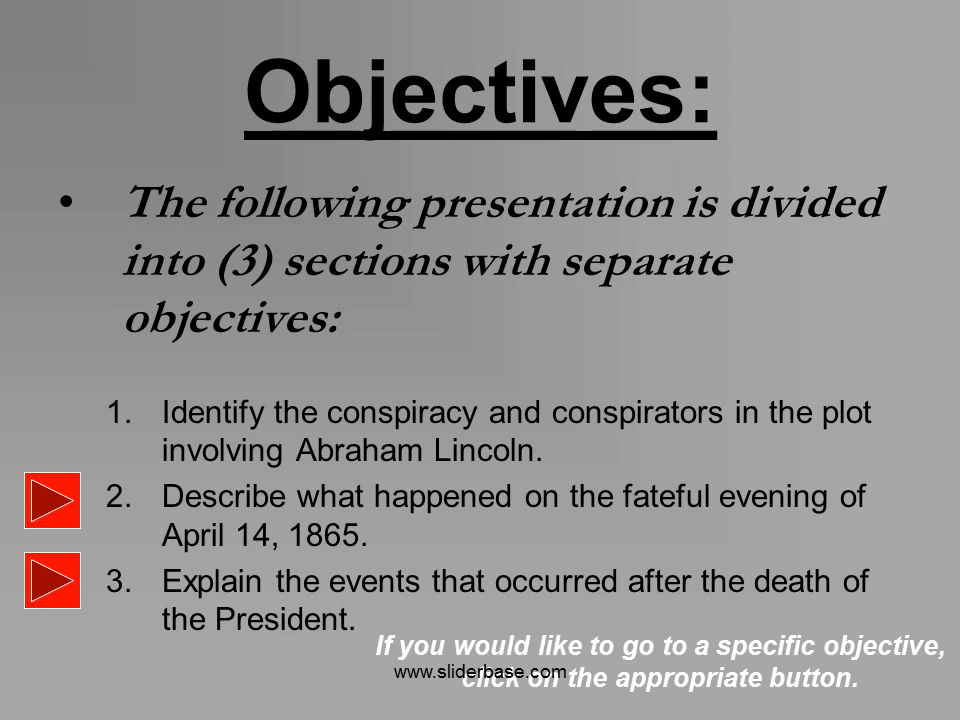 Objectives:
• The following presentation is divided
into (3) sections with separate
objectives:
1. Identify the conspiracy and conspirators in the plot
involving Abraham Lincoln.
2. Describe what happened on the fateful evening of
April 14, 1865.
3. Explain the events that occurred after the death of
the President.
If you would like to go to a specific objective,
click on the appropriate button.
www.sliderbase.com